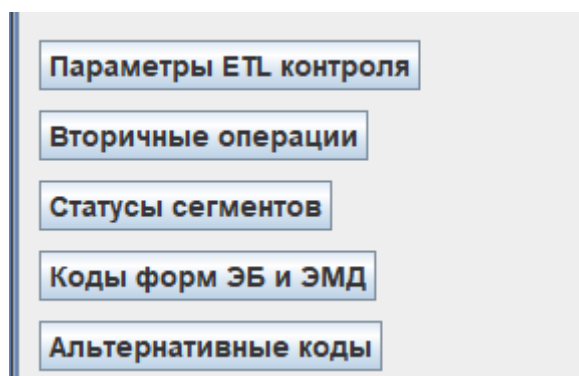 Параметры ETL контроля
Вторичные операции
Статусы сегментов
Коды форм ЭБ и ЭМД
Альтернативные коды